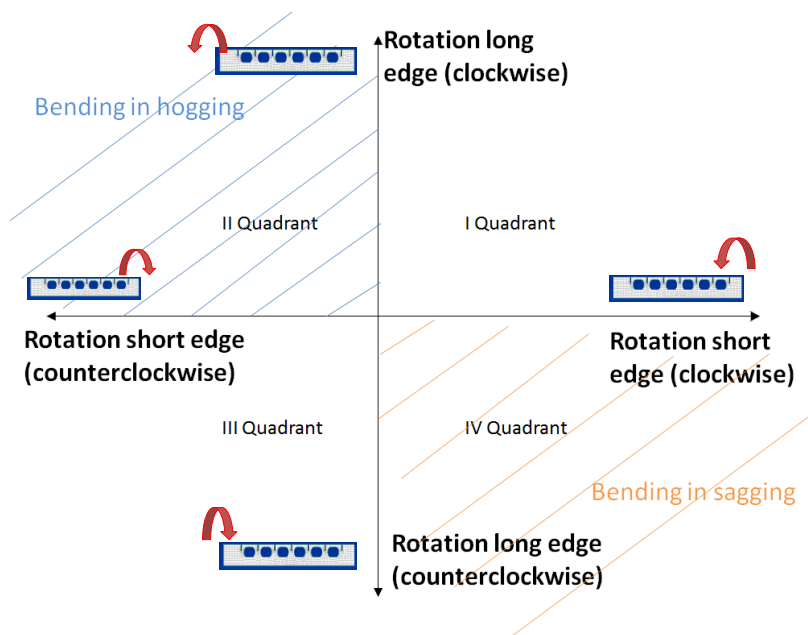 Rotation long
edge (clockwise)
Bending in hogging
II Quadrant
I Quadrant
Rotation short edge
(counterclockwise)
Rotation short
edge (clockwise)
III Quadrant
IV Quadrant
Bending in sagging
Rotation long edge
(counterclockwise)